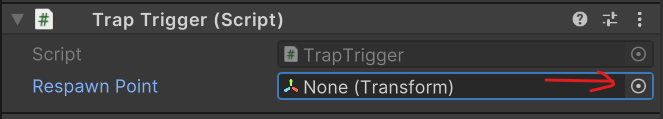 Trap Trigger (Script)
Script TrapTrigger
Respawn Point None (Transform)